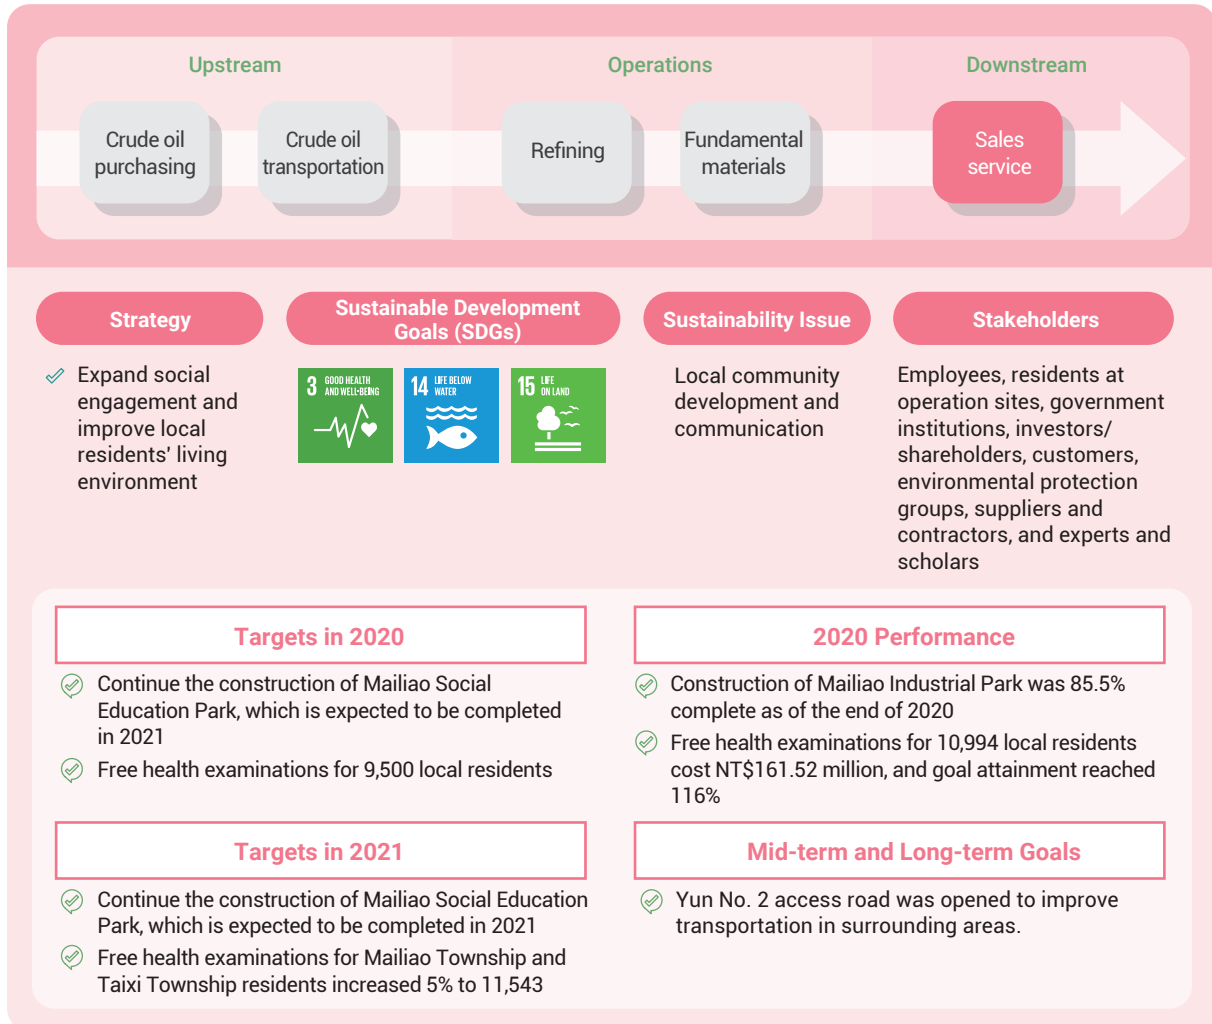 Upstream
Operations
Downstream
Crude oil
purchasing
Crude oil
transportation
Refining
Fundamental
materials
Sales
service
Strategy
Sustainable Development
Goals (SDGs)
Sustainability Issue
Stakeholders
Expand social
engagement and
improve local
residents' living
environment
3 GOOD HEALTH
AND WELL-BEING
14 LIFE BELOW
WATER
15 LIFE
ON LAND
Local community
development and
communication
Employees, residents at
operation sites, government
institutions, investors/
shareholders, customers,
environmental protection
groups, suppliers and
contractors, and experts and
scholars
Targets in 2020
Continue the construction of Mailiao Social
Education Park, which is expected to be completed
in 2021
Free health examinations for 9,500 local residents
2020 Performance
Construction of Mailiao Industrial Park was 85.5%
complete as of the end of 2020
Free health examinations for 10,994 local residents
cost NT$161.52 million, and goal attainment reached
116%
Targets in 2021
Continue the construction of Mailiao Social Education
Park, which is expected to be completed in 2021
Free health examinations for Mailiao Township and
Taixi Township residents increased 5% to 11,543
Mid-term and Long-term Goals
Yun No. 2 access road was opened to improve
transportation in surrounding areas.